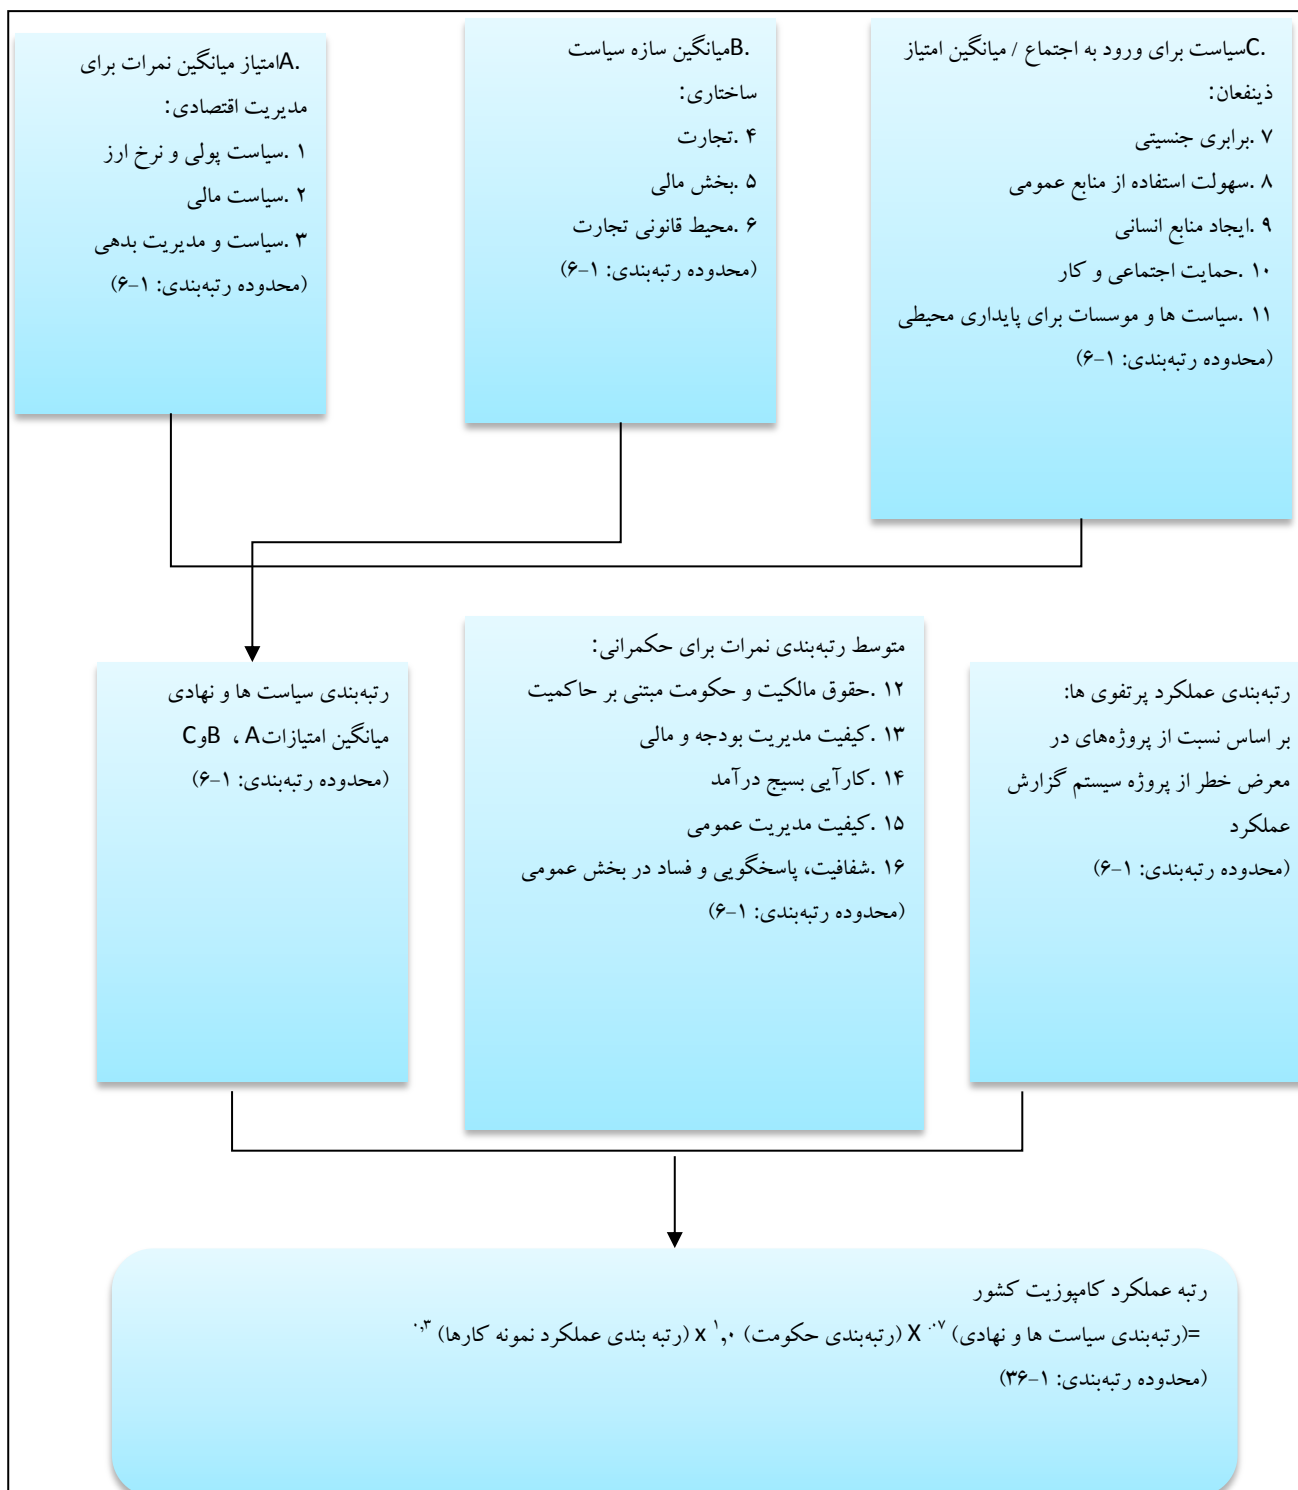 .Aامتیاز میانگین نمرات برای
مدیریت اقتصادی:
۱ .سیاست پولی و نرخ ارز
۲ .سیاست مالی
۳ .سیاست و مدیریت بدهی
(محدوده رتبه‌بندی: ۱–۶)
.Bمیانگین سازه سیاست
ساختاری:
۴ .تجارت
۵ .بخش مالی
۶ .محیط قانونی تجارت
(محدوده رتبه‌بندی: ۱–۶)
.Cسیاست برای ورود به اجتماع / میانگین امتیاز
ذینفعان:
۷ .برابری جنسیتی
۸ .سهولت استفاده از منابع عمومی
۹ .ایجاد منابع انسانی
۱۰ .حمایت اجتماعی و کار
۱۱ .سیاست ها و موسسات برای پایداری محیطی
(محدوده رتبه‌بندی: ۱–۶)
رتبه‌بندی سیاست ها و نهادی
میانگین امتیازاتA ، BوC
(محدوده رتبه‌بندی: ۱–۶)
متوسط رتبه‌بندی نمرات برای حکمرانی:
۱۲ .حقوق مالکیت و حکومت مبتنی بر حاکمیت
۱۳ .کیفیت مدیریت بودجه و مالی
۱۴ .کارآیی بسیج درآمد
۱۵ .کیفیت مدیریت عمومی
۱۶ .شفافیت، پاسخگویی و فساد در بخش عمومی
(محدوده رتبه‌بندی: ۱–۶)
رتبه‌بندی عملکرد پرتفوی ها:
بر اساس نسبت از پروژه‌های در
معرض خطر از پروژه سیستم گزارش
عملکرد
(محدوده رتبه‌بندی: ۱–۶)
رتبه عملکرد کامپوزیت کشور
=(رتبه‌بندی سیاست ها و نهادی) ۰.۷ X (رتبه‌بندی حکومت) ۱,۰ x (رتبه بندی عملکرد نمونه کارها) ۰,۳
(محدوده رتبه‌بندی: ۱–۳۶)